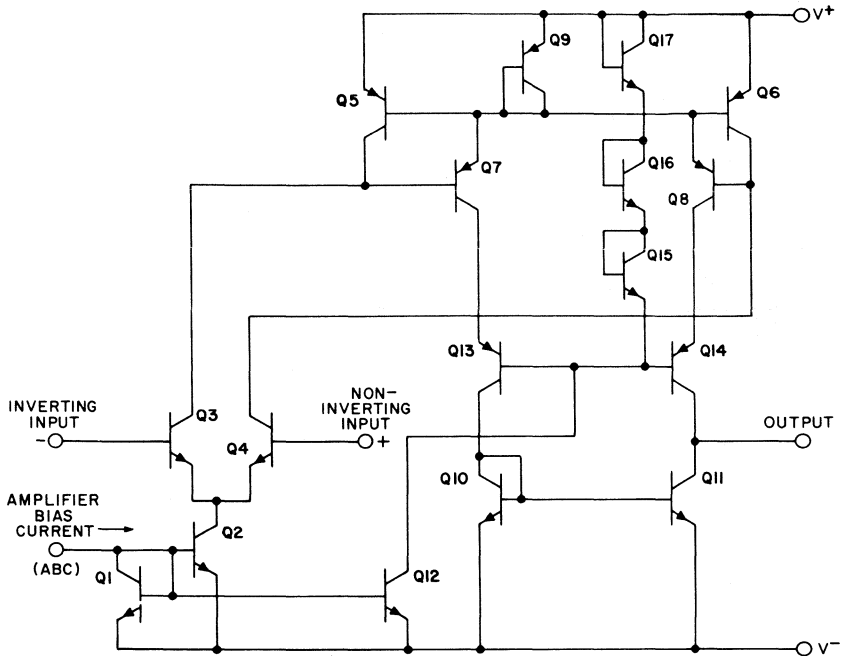 V+
Q9
Q17
Q5
Q6
Q7
Q16
Q8
Q15
Q13
Q14
INVERTING
INPUT
-
Q3
NON-
INVERTING
INPUT
+
Q4
OUTPUT
Q10
Q11
AMPLIFIER
BIAS
CURRENT
(ABC)
Q2
Q1
Q12
V-